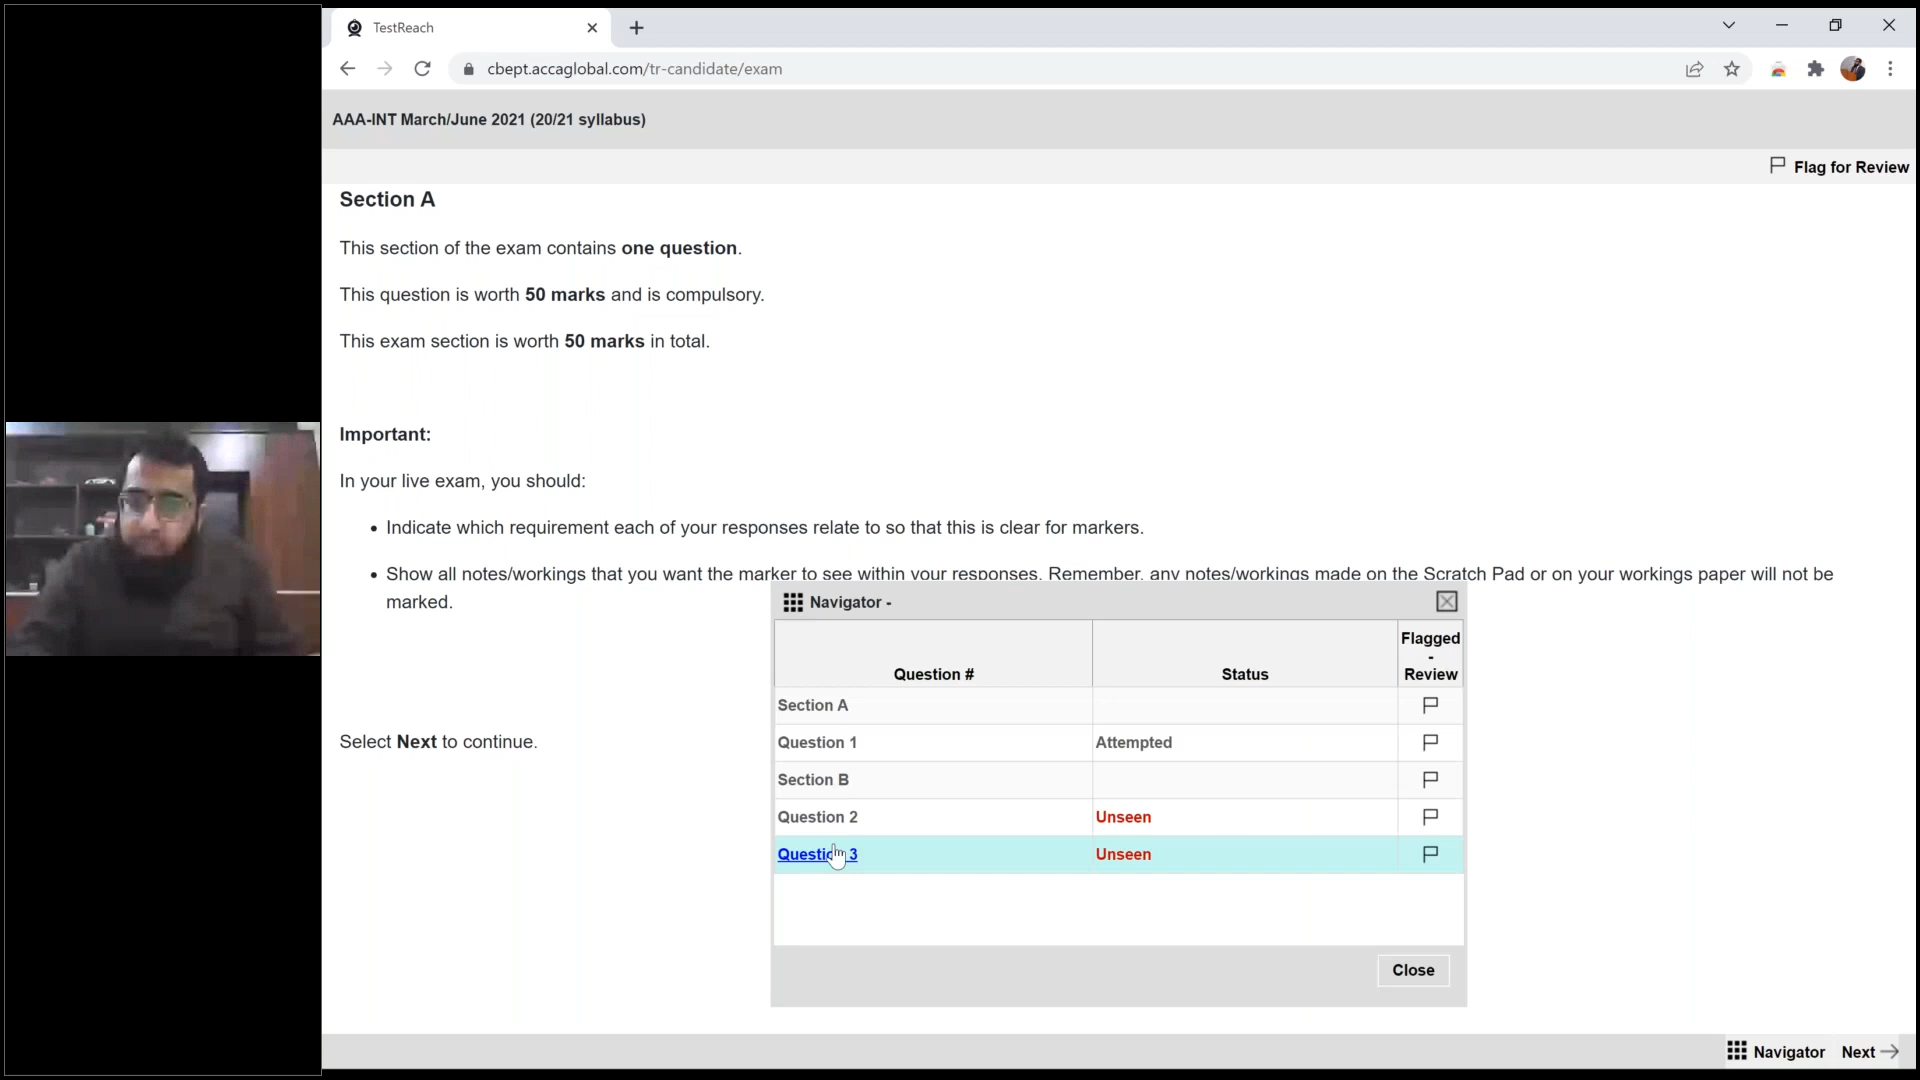 TestReach
cbept.accaglobal.com/tr-candidate/exam
AAA-INT March/June 2021 (20/21 syllabus)
Flag for Review
Section A
This section of the exam contains one question.
This question is worth 50 marks and is compulsory.
This exam section is worth 50 marks in total.
Important:
In your live exam, you should:
• Indicate which requirement each of your responses relate to so that this is clear for markers.
• Show all notes/workings that you want the marker to see within your responses. Remember, any notes/workings made on the Scratch Pad or on your workings paper will not be
marked.
Select Next to continue.
Navigator -
Question # Status Flagged - Review
Section A
Question 1 Attempted
Section B
Question 2 Unseen
Question 3 Unseen
Close
Navigator Next